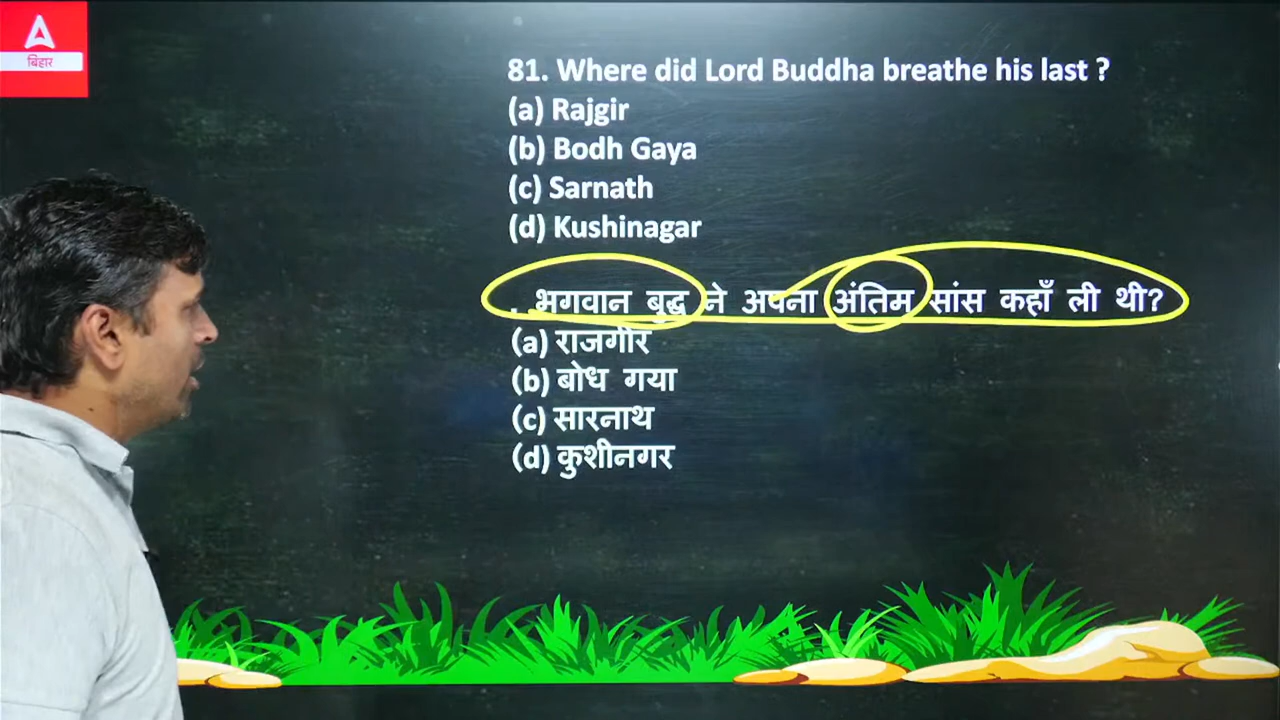 बिहार
81. Where did Lord Buddha breathe his last ?
(a) Rajgir
(b) Bodh Gaya
(c) Sarnath
(d) Kushinagar
. भगवान बुद्ध ने अपना अंतिम सांस कहाँ ली थी?
(a) राजगीर
(b) बोध गया
(c) सारनाथ
(d) कुशीनगर